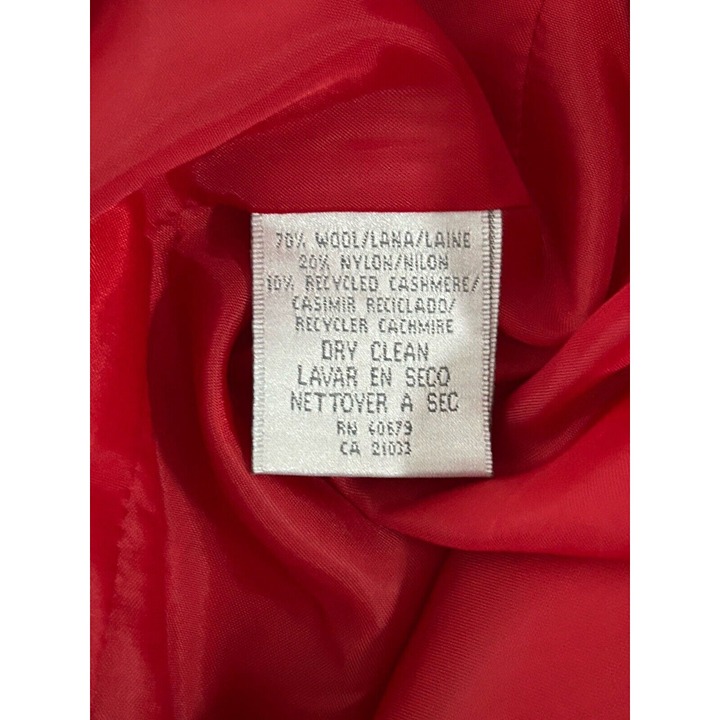 70% WOOL/LANA/LAINE
20% NYLON/NILON
10% RECYCLED CASHMERE/
CASIMIR RECICLADO/
RECYCLER CACHMIRE
DRY CLEAN
LAVAR EN SECO
NETTOYER A SEC
RN 40679
CA 21033